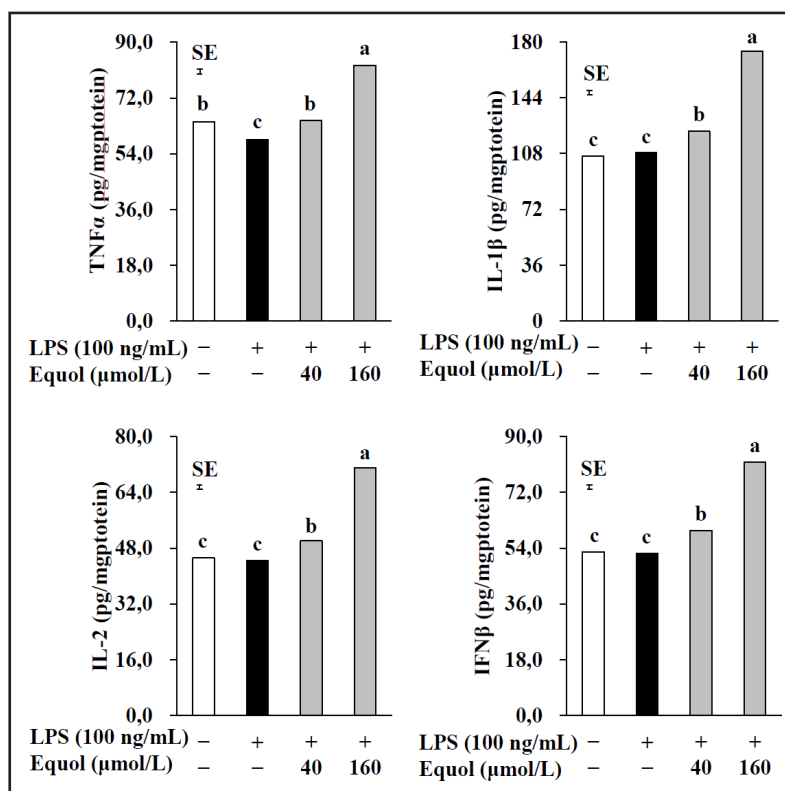 TNFα (pg/mgptotein)
90,0
72,0
54,0
36,0
18,0
0,0
SE
b
c
b
a
LPS (100 ng/mL) – + + +
Equol (μmol/L) – – 40 160
IL-1β (pg/mgptotein)
180
144
108
72
36
0
SE
c
c
b
a
LPS (100 ng/mL) – + + +
Equol (μmol/L) – – 40 160
IL-2 (pg/mgptotein)
80,0
64,0
48,0
32,0
16,0
0,0
SE
c
c
b
a
LPS (100 ng/mL) – + + +
Equol (μmol/L) – – 40 160
IFNβ (pg/mgptotein)
90,0
72,0
54,0
36,0
18,0
0,0
SE
c
c
b
a
LPS (100 ng/mL) – + + +
Equol (μmol/L) – – 40 160